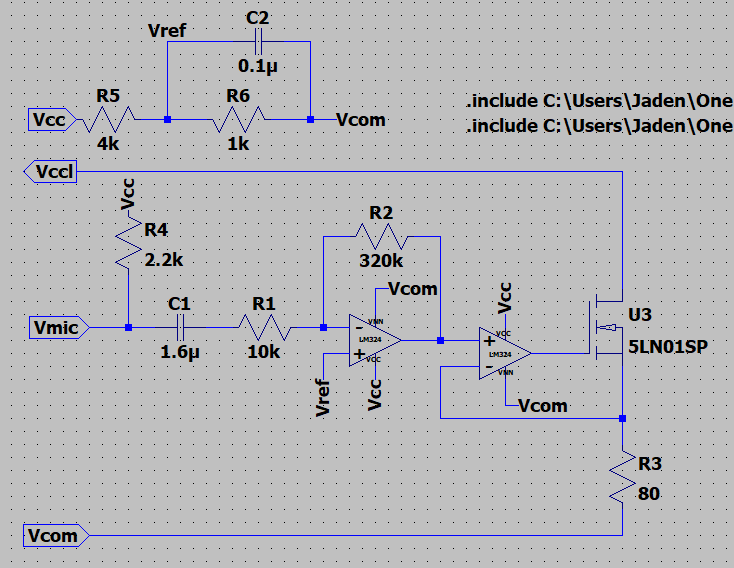 C2
Vref
0.1µ
R5
R6
Vcc
Vcom
4k
1k
.include C:\Users\Jaden\One
.include C:\Users\Jaden\One
Vccl
Vcc
R4
2.2k
R2
320k
Vmic
C1
1.6µ
R1
10k
Vcom
VNN
-
LM324
+
VCC
Vref
Vcc
Vcc
+
VCC
LM324
-
VNN
Vcom
U3
5LN01SP
R3
80
Vcom